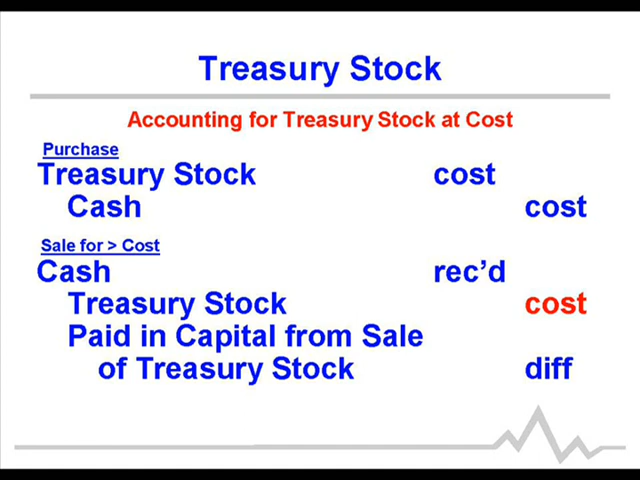 Treasury Stock
Accounting for Treasury Stock at Cost
Purchase
Treasury Stock cost
Cash cost
Sale for > Cost
Cash rec’d
Treasury Stock cost
Paid in Capital from Sale
of Treasury Stock diff